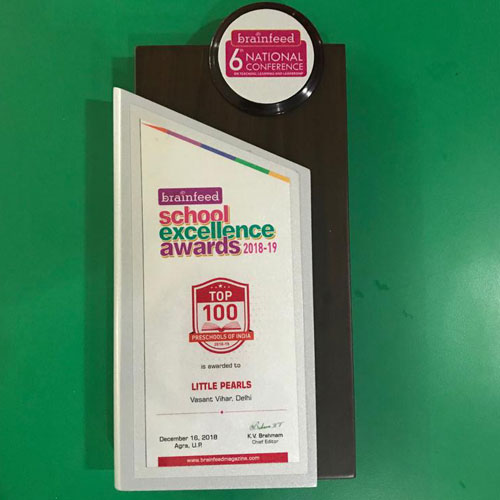 brainfeed
6th NATIONAL
CONFERENCE
ON TEACHING, LEARNING AND LEADERSHIP
brainfeed
school
excellence
awards 2018-19
TOP
100
PRESCHOOLS OF INDIA
2018-19
is awarded to
LITTLE PEARLS
Vasant Vihar, Delhi
December 16, 2018
Agra, U.P.
K.V. Brahmam
Chief Editor
www.brainfeedmagazine.com